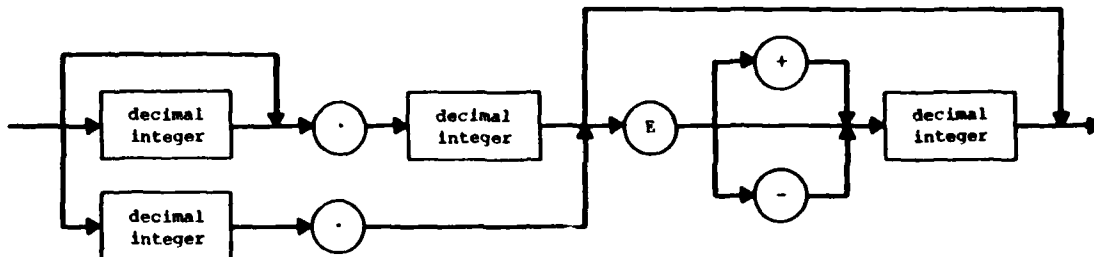 +
decimal
integer
.
decimal
integer
E
decimal
integer
-
decimal
integer
.